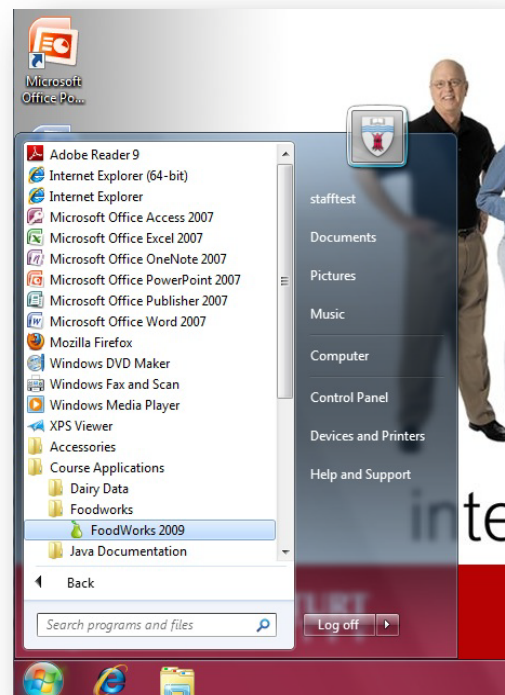 Microsoft
Office Po...
Adobe Reader 9
Internet Explorer (64-bit)
Internet Explorer
Microsoft Office Access 2007
Microsoft Office Excel 2007
Microsoft Office OneNote 2007
Microsoft Office PowerPoint 2007
Microsoft Office Publisher 2007
Microsoft Office Word 2007
Mozilla Firefox
Windows DVD Maker
Windows Fax and Scan
Windows Media Player
XPS Viewer
Accessories
Course Applications
Dairy Data
Foodworks
FoodWorks 2009
Java Documentation
Back
Search programs and files
stafftest
Documents
Pictures
Music
Computer
Control Panel
Devices and Printers
Help and Support
Log off
inte